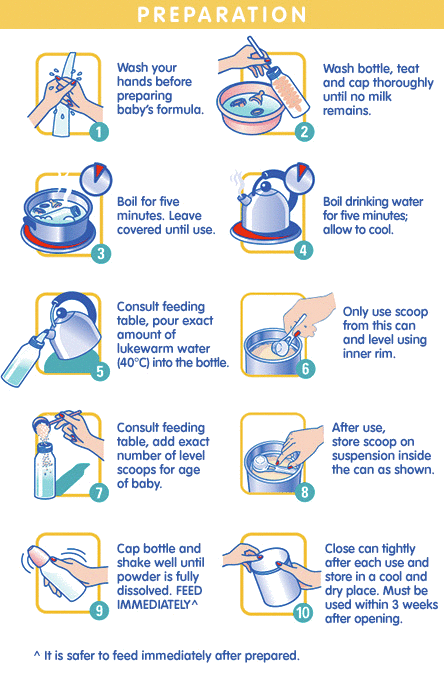 PREPARATION
Wash your
hands before
preparing
baby's formula.
1
Wash bottle, teat
and cap thoroughly
until no milk
remains.
2
Boil for five
minutes. Leave
covered until use.
3
Boil drinking water
for five minutes;
allow to cool.
4
Consult feeding
table, pour exact
amount of
lukewarm water
(40°C) into the bottle.
5
Only use scoop
from this can
and level using
inner rim.
6
Consult feeding
table, add exact
number of level
scoops for age
of baby.
7
After use,
store scoop on
suspension inside
the can as shown.
8
Cap bottle and
shake well until
powder is fully
dissolved. FEED
IMMEDIATELY^
9
Close can tightly
after each use and
store in a cool and
dry place. Must be
used within 3 weeks
after opening.
10
^ It is safer to feed immediately after prepared.